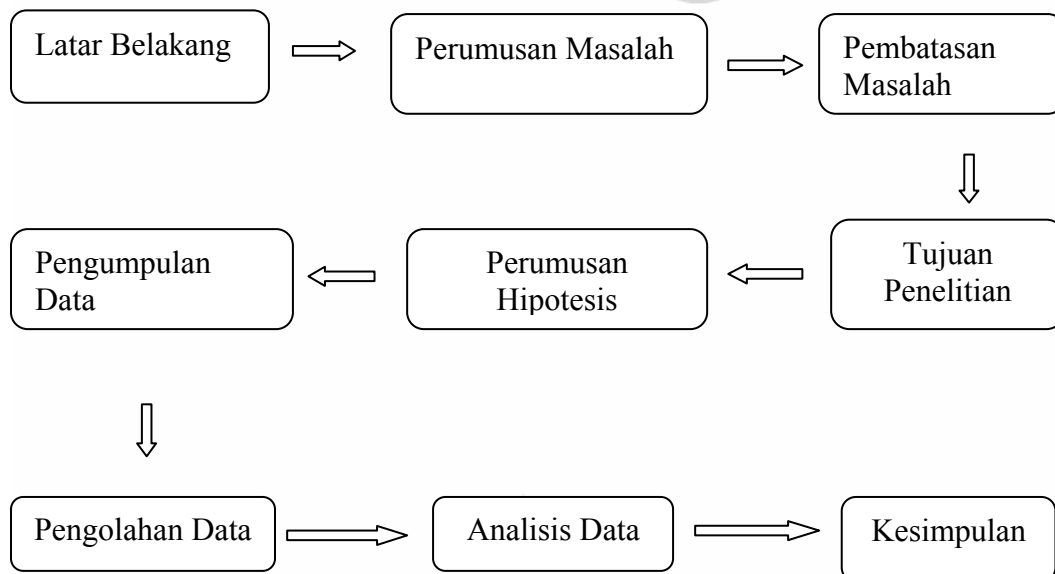 Latar Belakang
Perumusan Masalah
Pembatasan
Masalah
Tujuan
Penelitian
Perumusan
Hipotesis
Pengumpulan
Data
Pengolahan Data
Analisis Data
Kesimpulan